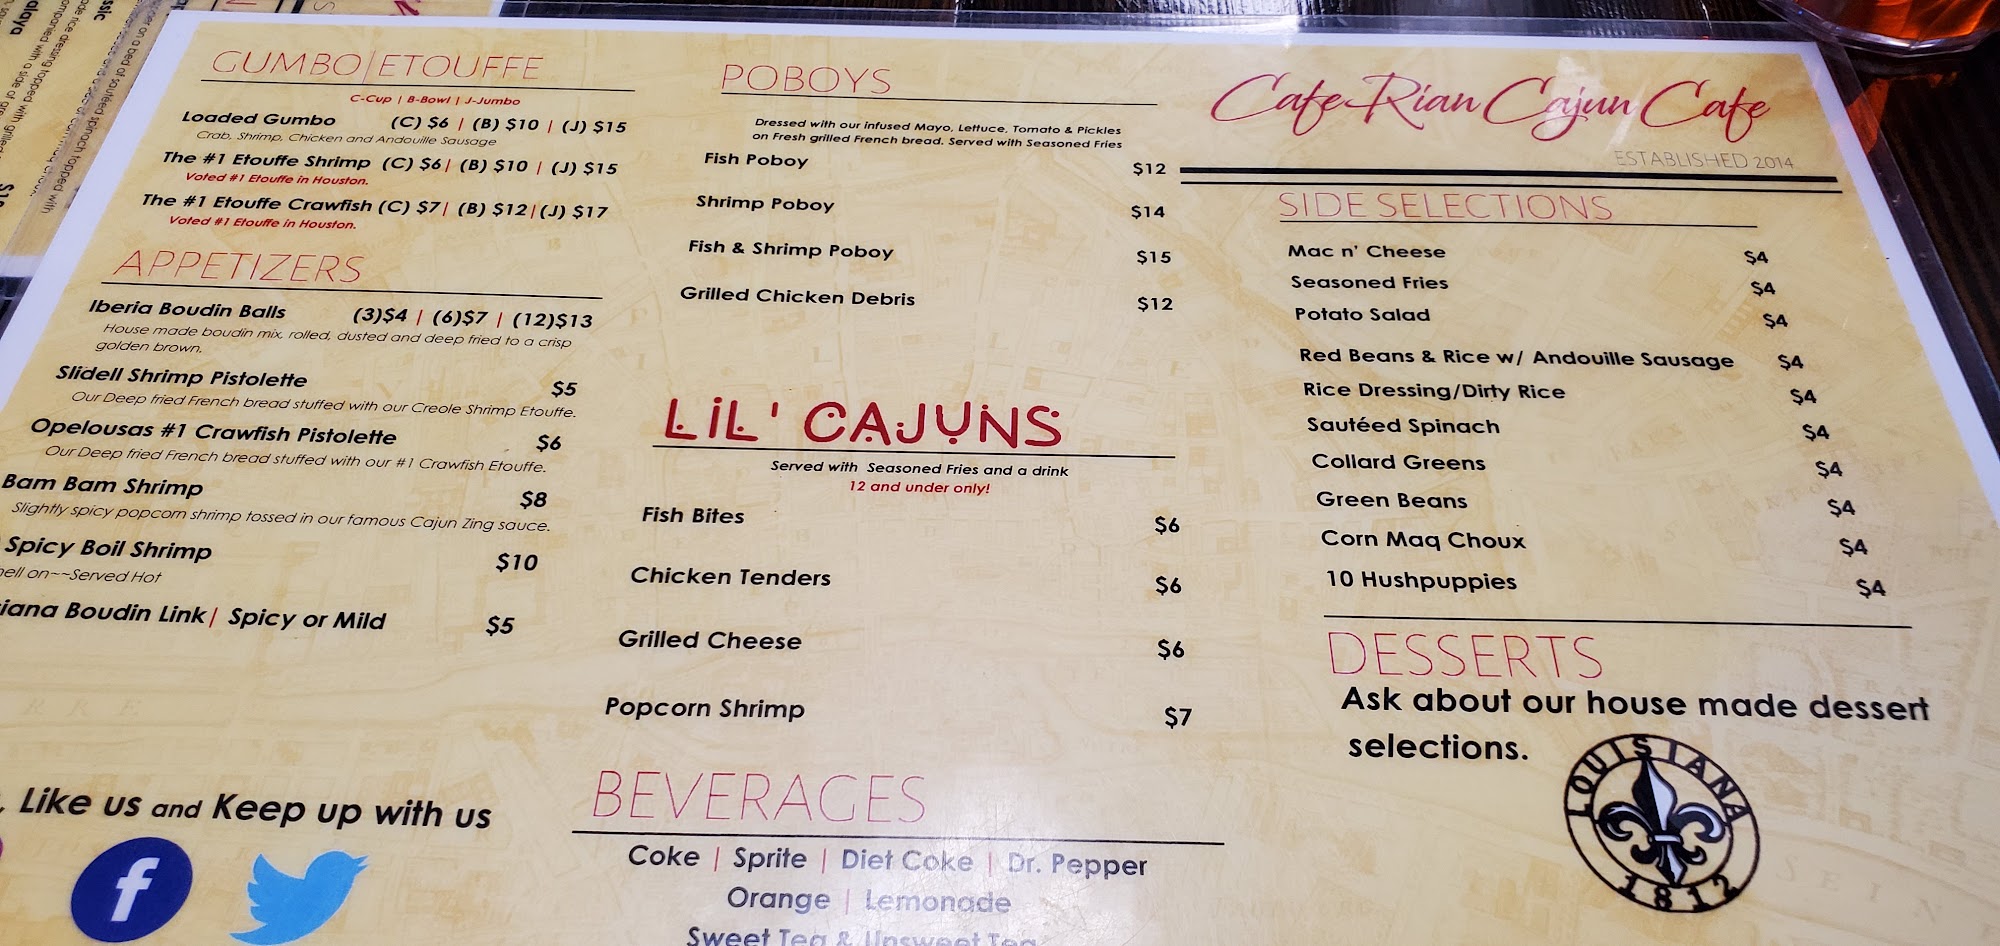 GUMBO/ETOUFFE
C-Cup | B-Bowl | J-Jumbo
Loaded Gumbo (C) $6 | (B) $10 | (J) $15
Crab, Shrimp, Chicken and Andouille Sausage
The #1 Etouffe Shrimp (C) $6| (B) $10 | (J) $15
Voted #1 Etouffe in Houston.
The #1 Etouffe Crawfish (C) $7| (B) $12|(J) $17
Voted #1 Etouffe in Houston.
APPETIZERS
Iberia Boudin Balls (3)$4 | (6)$7 | (12)$13
House made boudin mix, rolled, dusted and deep fried to a crisp
golden brown.
Slidell Shrimp Pistolette $5
Our Deep fried French bread stuffed with our Creole Shrimp Etouffe.
Opelousas #1 Crawfish Pistolette $6
Our Deep fried French bread stuffed with our #1 Crawfish Etouffe.
Bam Bam Shrimp $8
Slightly spicy popcorn shrimp tossed in our famous Cajun Zing sauce.
Spicy Boil Shrimp $10
on~~Served Hot
Boudin Link| Spicy or Mild $5
Like us and Keep up with us
f
POBOYS
Dressed with our infused Mayo, Lettuce, Tomato & Pickles
on Fresh grilled French bread. Served with Seasoned Fries
Fish Poboy $12
Shrimp Poboy $14
Fish & Shrimp Poboy $15
Grilled Chicken Debris $12
LIL' CAJUNS
Served with Seasoned Fries and a drink
12 and under only!
Fish Bites $6
Chicken Tenders $6
Grilled Cheese $6
Popcorn Shrimp $7
BEVERAGES
Coke | Sprite | Diet Coke | Dr. Pepper
Orange | Lemonade
Sweet Tea & Unsweet Tea
Cafe Rian Cajun Cafe
ESTABLISHED 2014
SIDE SELECTIONS
Mac n' Cheese $4
Seasoned Fries $4
Potato Salad $4
Red Beans & Rice w/ Andouille Sausage $4
Rice Dressing/Dirty Rice $4
Sautéed Spinach $4
Collard Greens $4
Green Beans $4
Corn Maq Choux $4
10 Hushpuppies $4
DESSERTS
Ask about our house made dessert
selections.
LOUISIANA
1812